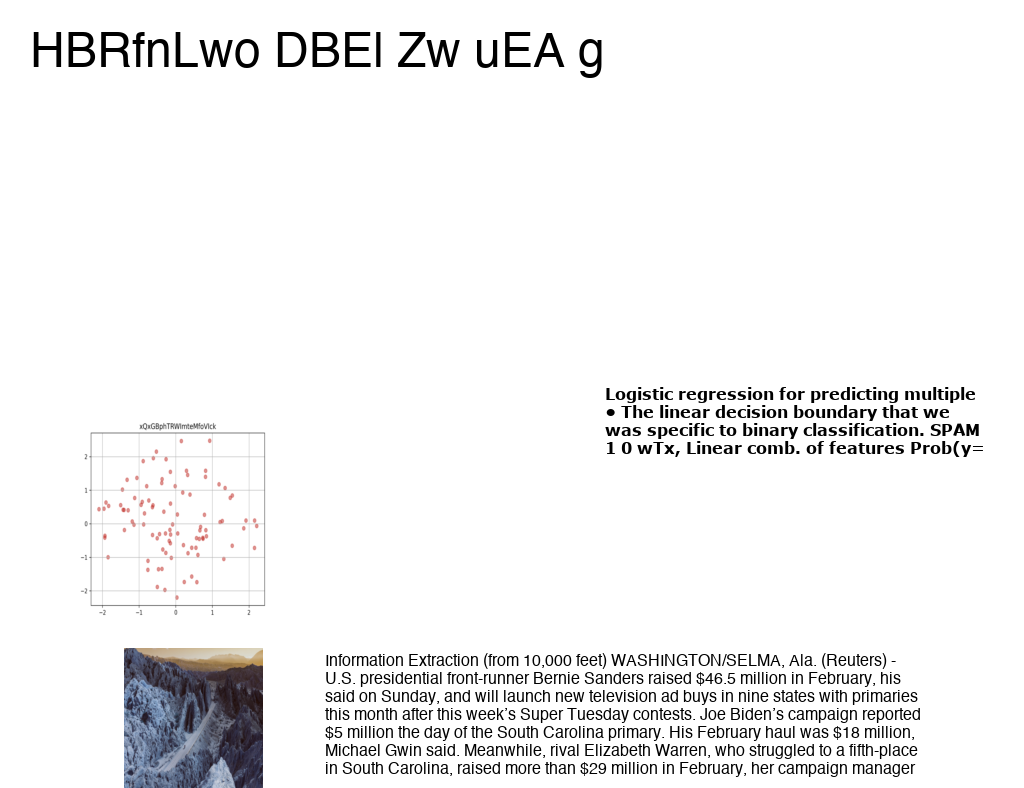 HBRfnLwo DBEl Zw uEA g
Logistic regression for predicting multiple
● The linear decision boundary that we
was specific to binary classification. SPAM
1 0 wTx, Linear comb. of features Prob(y=
2
1
0
−1
−2
−2 −1 0 1 2
Information Extraction (from 10,000 feet) WASHINGTON/SELMA, Ala. (Reuters) -
U.S. presidential front-runner Bernie Sanders raised $46.5 million in February, his
said on Sunday, and will launch new television ad buys in nine states with primaries
this month after this week’s Super Tuesday contests. Joe Biden’s campaign reported
$5 million the day of the South Carolina primary. His February haul was $18 million,
Michael Gwin said. Meanwhile, rival Elizabeth Warren, who struggled to a fifth-place
in South Carolina, raised more than $29 million in February, her campaign manager